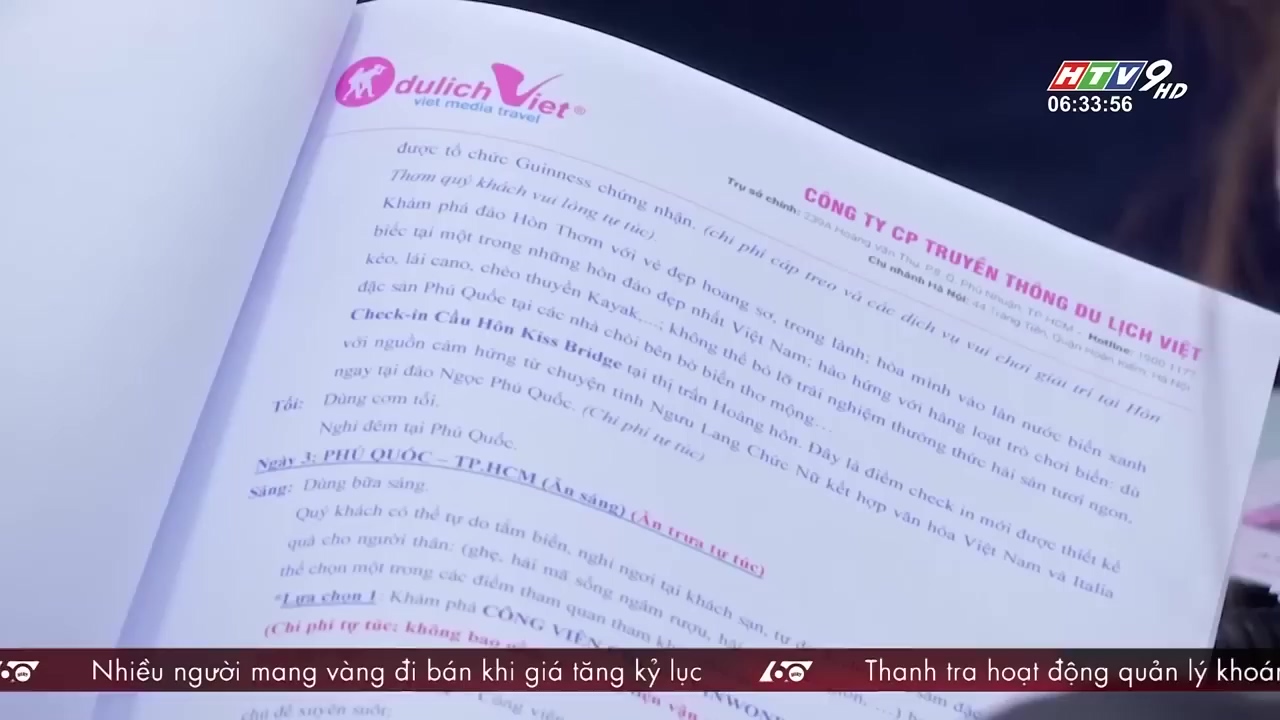 HTV9 HD
06:33:56
dulichViet®
viet media travel
CÔNG TY CP TRUYỀN THÔNG DU LỊCH VIỆT
Trụ sở chính: 239A Hoàng Văn Thụ, P8, Q. Phú Nhuận, TP.HCM - Hotline: 1900 1177
Chi nhánh Hà Nội: 44 Tràng Tiền, Quận Hoàn Kiếm, Hà Nội
được tổ chức Guinness chứng nhận. (chi phí cáp treo và các dịch vụ vui chơi giải trí tại Hòn
Thơm quý khách vui lòng tự túc)
Khám phá đảo Hòn Thơm với vẻ đẹp hoang sơ, trong lành; hòa mình vào làn nước biển xanh
biếc tại một trong những hòn đảo đẹp nhất Việt Nam; hào hứng với hàng loạt trò chơi biển: dù
kéo, lái cano, chèo thuyền Kayak,...; không thể bỏ lỡ trải nghiệm thưởng thức hải sản tươi ngon,
đặc sản Phú Quốc tại các nhà chòi bên bờ biển thơ mộng…
Check-in Cầu Hôn Kiss Bridge tại thị trấn Hoàng hôn. Đây là điểm check in mới được thiết kế
với nguồn cảm hứng từ chuyện tình Ngưu Lang Chức Nữ kết hợp văn hóa Việt Nam và Italia
ngay tại đảo Ngọc Phú Quốc. (Chi phí tự túc)
Tối: Dùng cơm tối.
Nghỉ đêm tại Phú Quốc.
Ngày 3: PHÚ QUỐC – TP.HCM (Ăn sáng) (Ăn trưa tự túc)
Sáng: Dùng bữa sáng.
Quý khách có thể tự do tắm biển, nghỉ ngơi tại khách sạn, tự
quà cho người thân: (ghẹ, hải mã sống ngâm rượu,
thể chọn một trong các điểm tham quan tham
*Lựa chọn 1: Khám phá CÔNG VIÊN
(Chi phí tự túc; không bao
chủ đề xuyên suốt: Công viên
Nhiều người mang vàng đi bán khi giá tăng kỷ lục
60 giây
Thanh tra hoạt động quản lý khoán